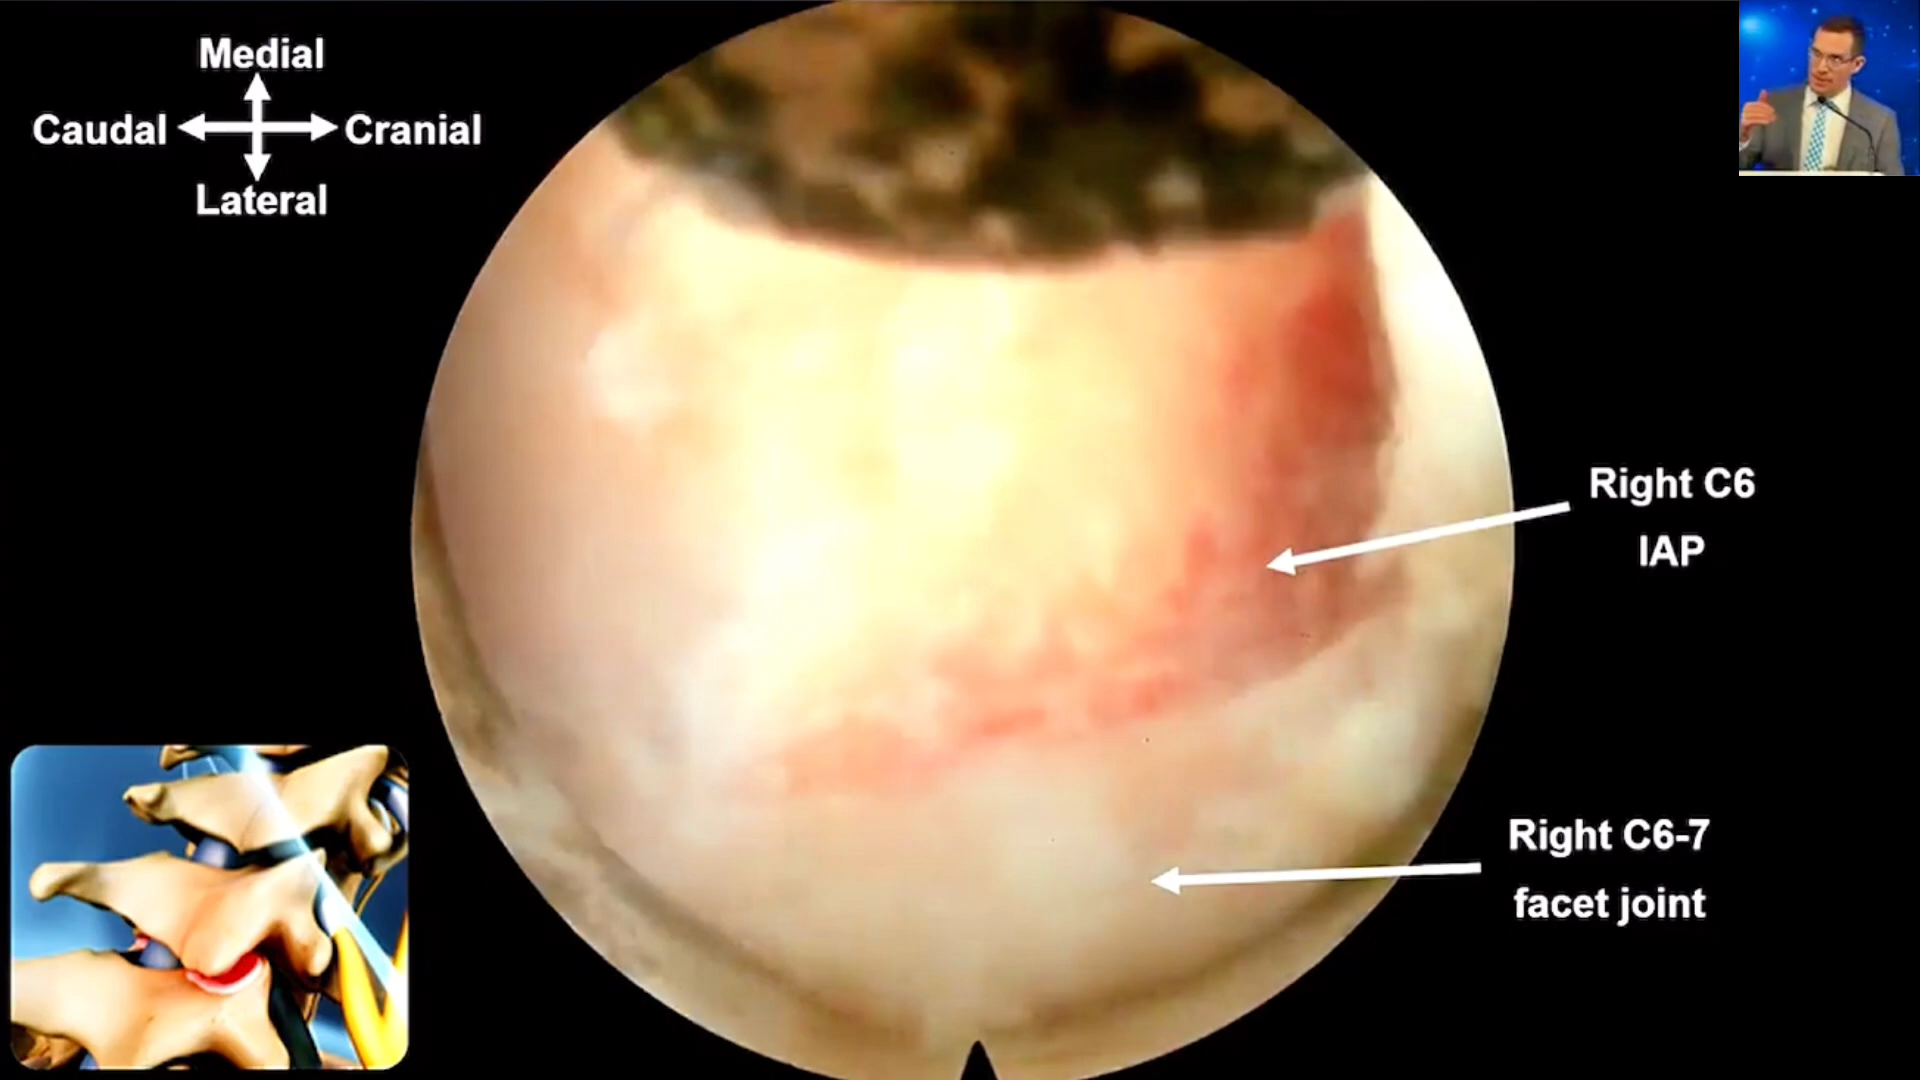 Medial
Caudal Cranial
Lateral
Right C6
IAP
Right C6-7
facet joint